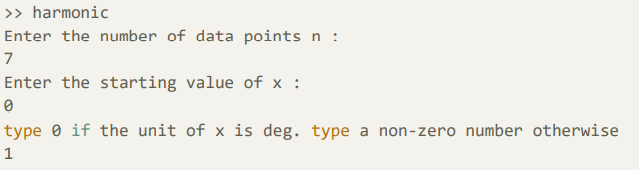 >> harmonic
Enter the number of data points n :
7
Enter the starting value of x :
0
type 0 if the unit of x is deg. type a non-zero number otherwise
1